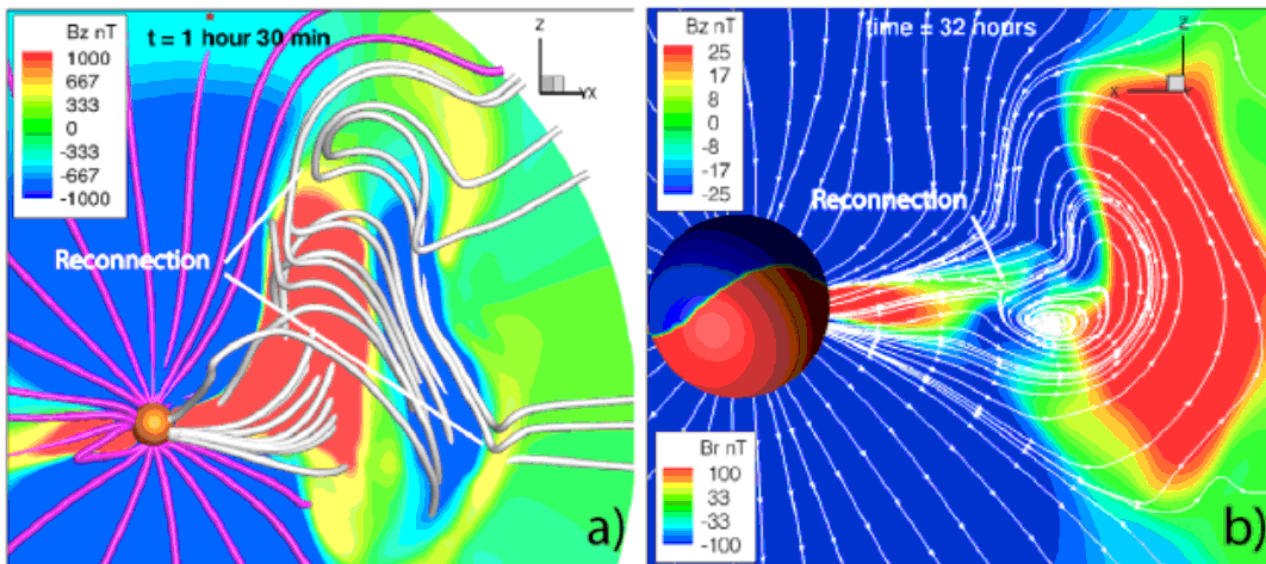 Bz nT
1000
667
333
0
-333
-667
-1000
t = 1 hour 30 min
Z
YX
Reconnection
a)
Bz nT
25
17
8
0
-8
-17
-25
time = 32 hours
Z
X
Reconnection
Br nT
100
33
-33
-100
b)